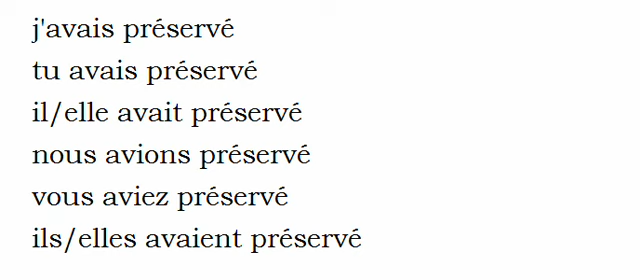 j'avais préservé
tu avais préservé
il/elle avait préservé
nous avions préservé
vous aviez préservé
ils/elles avaient préservé